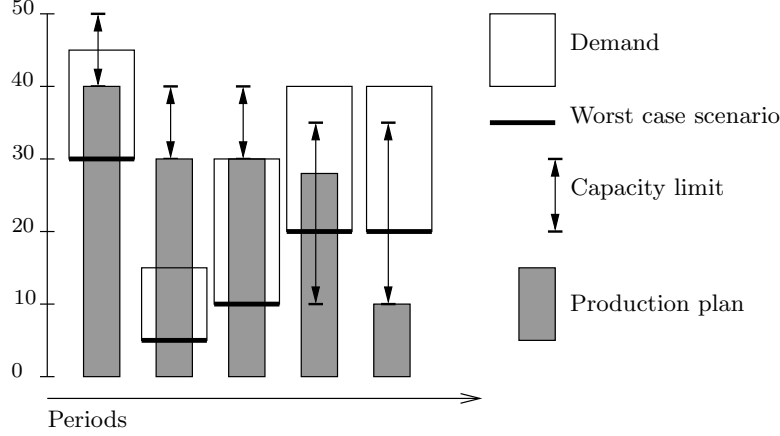 50
40
30
20
10
0
Periods
Demand
Worst case scenario
Capacity limit
Production plan